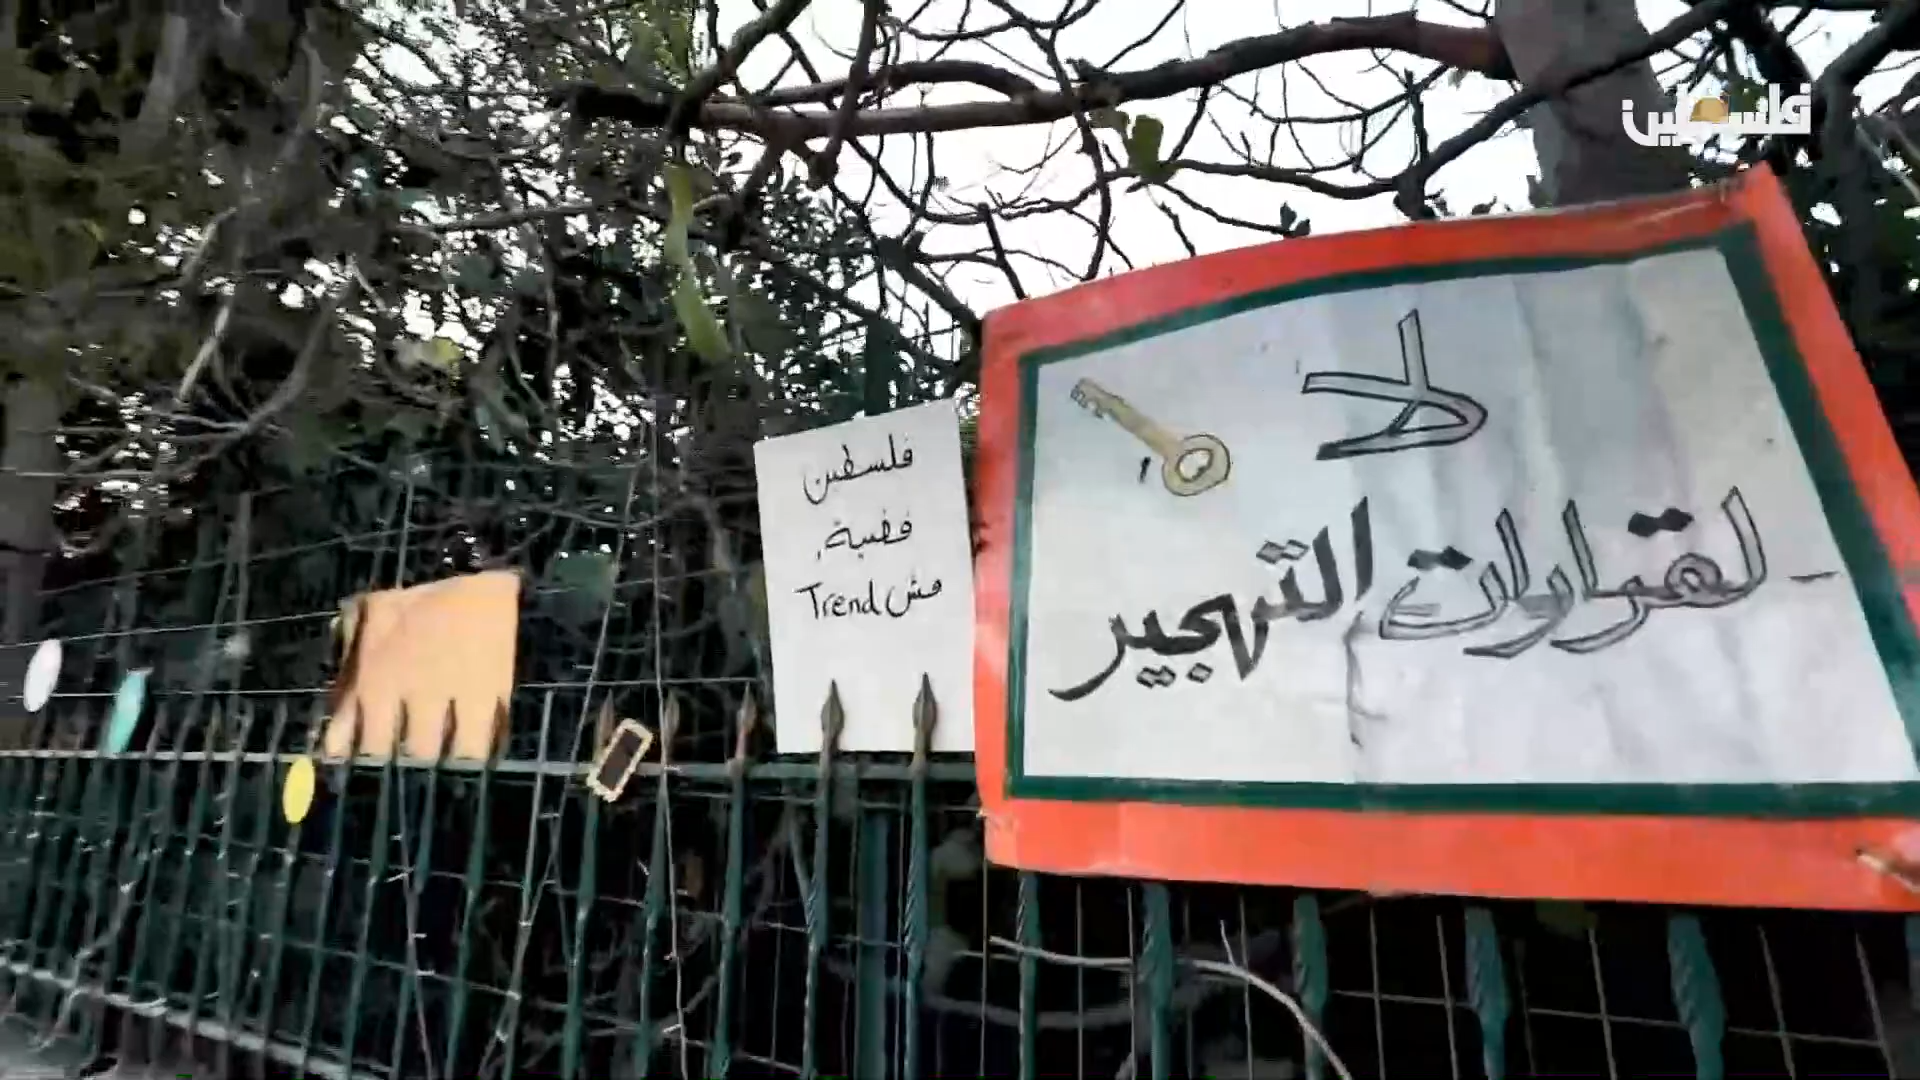 فلسطين
لا
لقرارات التهجير
فلسطين
قضية,
مش Trend